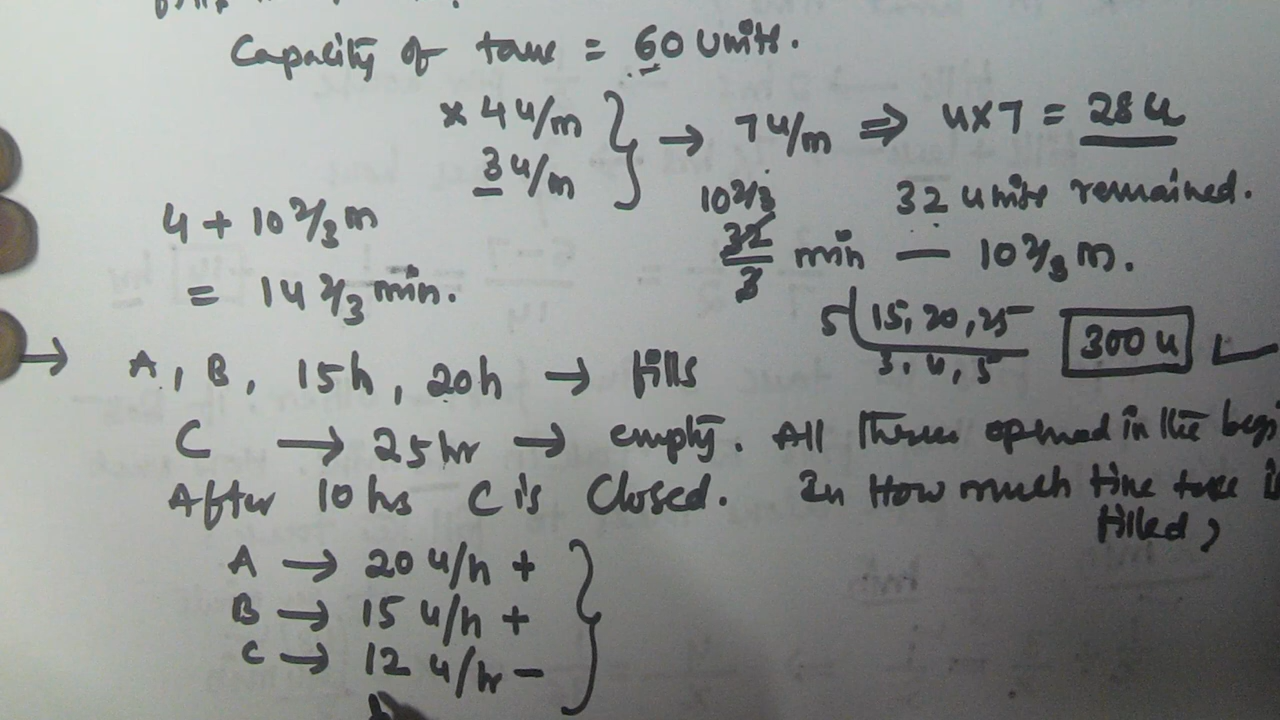 Capacity of tank = 60 units.
× 4 u/m } → 7 u/m ⇒ 4×7 = 28 u
3 u/m
10 2/3 32 units remained.
4 + 10 2/3 m
32/3 min — 10 2/3 m.
= 14 2/3 min.
5 15, 20, 25 300 u ✓
3, 4, 5
→ A, B, 15h, 20h → fills
C → 25 hr → empty. All three opened in the begi
After 10 hs C is Closed. In How much time tank i
filled,
A → 20 u/h +
B → 15 u/h +
C → 12 u/hr −